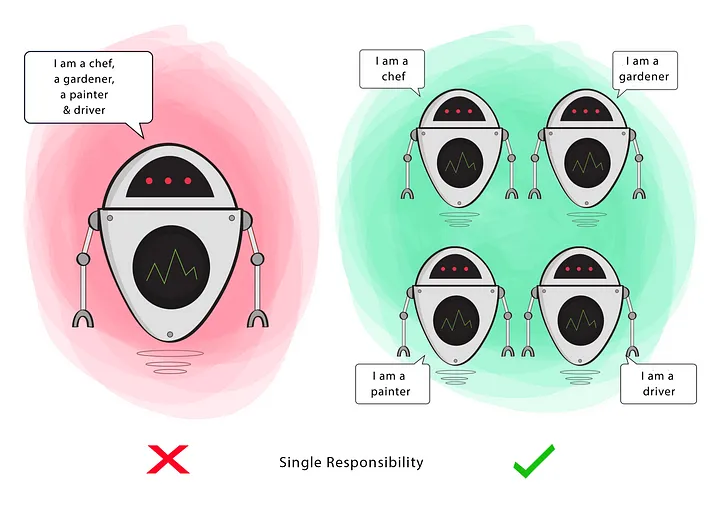 I am a chef,
a gardener,
a painter
& driver
I am a
chef
I am a
gardener
I am a
painter
I am a
driver
Single Responsibility